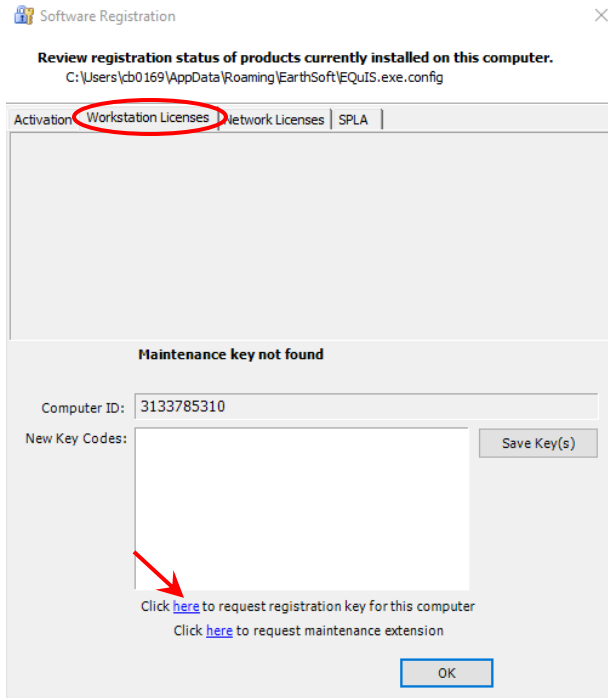 Software Registration
Review registration status of products currently installed on this computer.
C:\Users\cb0169\AppData\Roaming\EarthSoft\EQuIS.exe.config
Activation Workstation Licenses Network Licenses SPLA
Maintenance key not found
Computer ID: 3133785310
New Key Codes: Save Key(s)
Click here to request registration key for this computer
Click here to request maintenance extension
OK